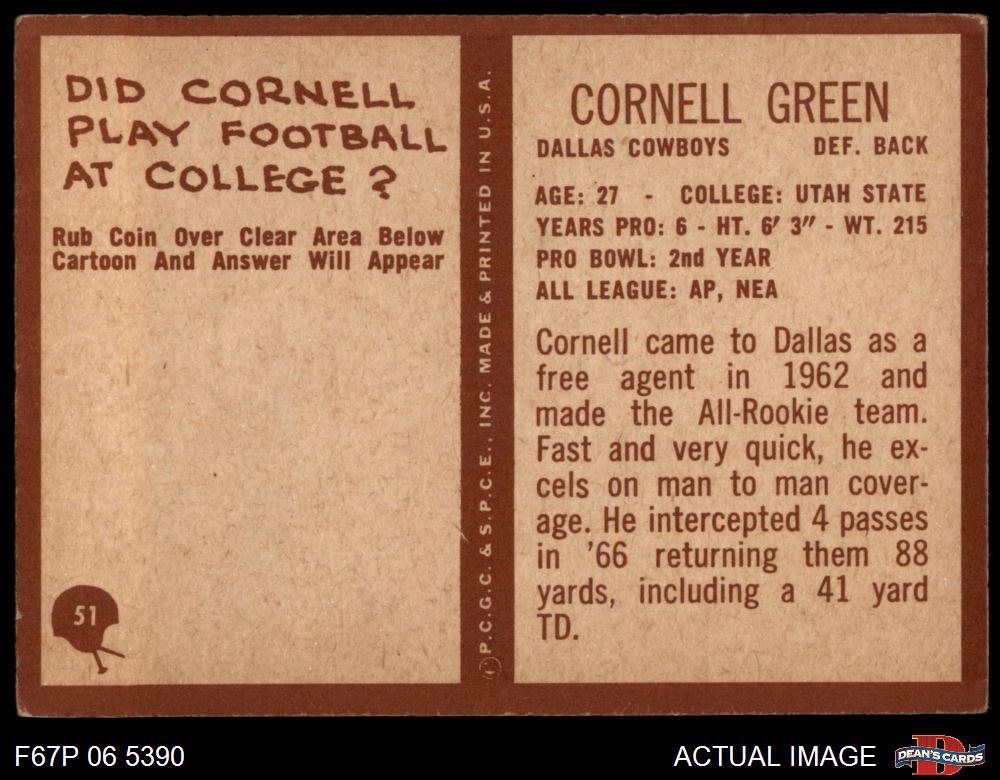 DID CORNELL
PLAY FOOTBALL
AT COLLEGE ?
Rub Coin Over Clear Area Below
Cartoon And Answer Will Appear
51
P.C.G.C. & S.P.C.E., INC. MADE & PRINTED IN U.S.A.
CORNELL GREEN
DALLAS COWBOYS DEF. BACK
AGE: 27 - COLLEGE: UTAH STATE
YEARS PRO: 6 - HT. 6' 3" - WT. 215
PRO BOWL: 2nd YEAR
ALL LEAGUE: AP, NEA
Cornell came to Dallas as a
free agent in 1962 and
made the All-Rookie team.
Fast and very quick, he ex-
cels on man to man cover-
age. He intercepted 4 passes
in '66 returning them 88
yards, including a 41 yard
TD.
F67P 06 5390
ACTUAL IMAGE
DEAN'S CARDS